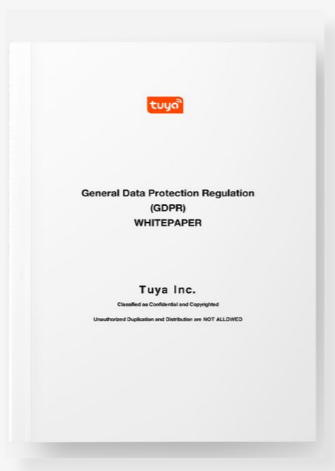 tuya
General Data Protection Regulation
(GDPR)
WHITEPAPER
Tuya Inc.
Classified as Confidential and Copyrighted
Unauthorized Duplication and Distribution are NOT ALLOWED